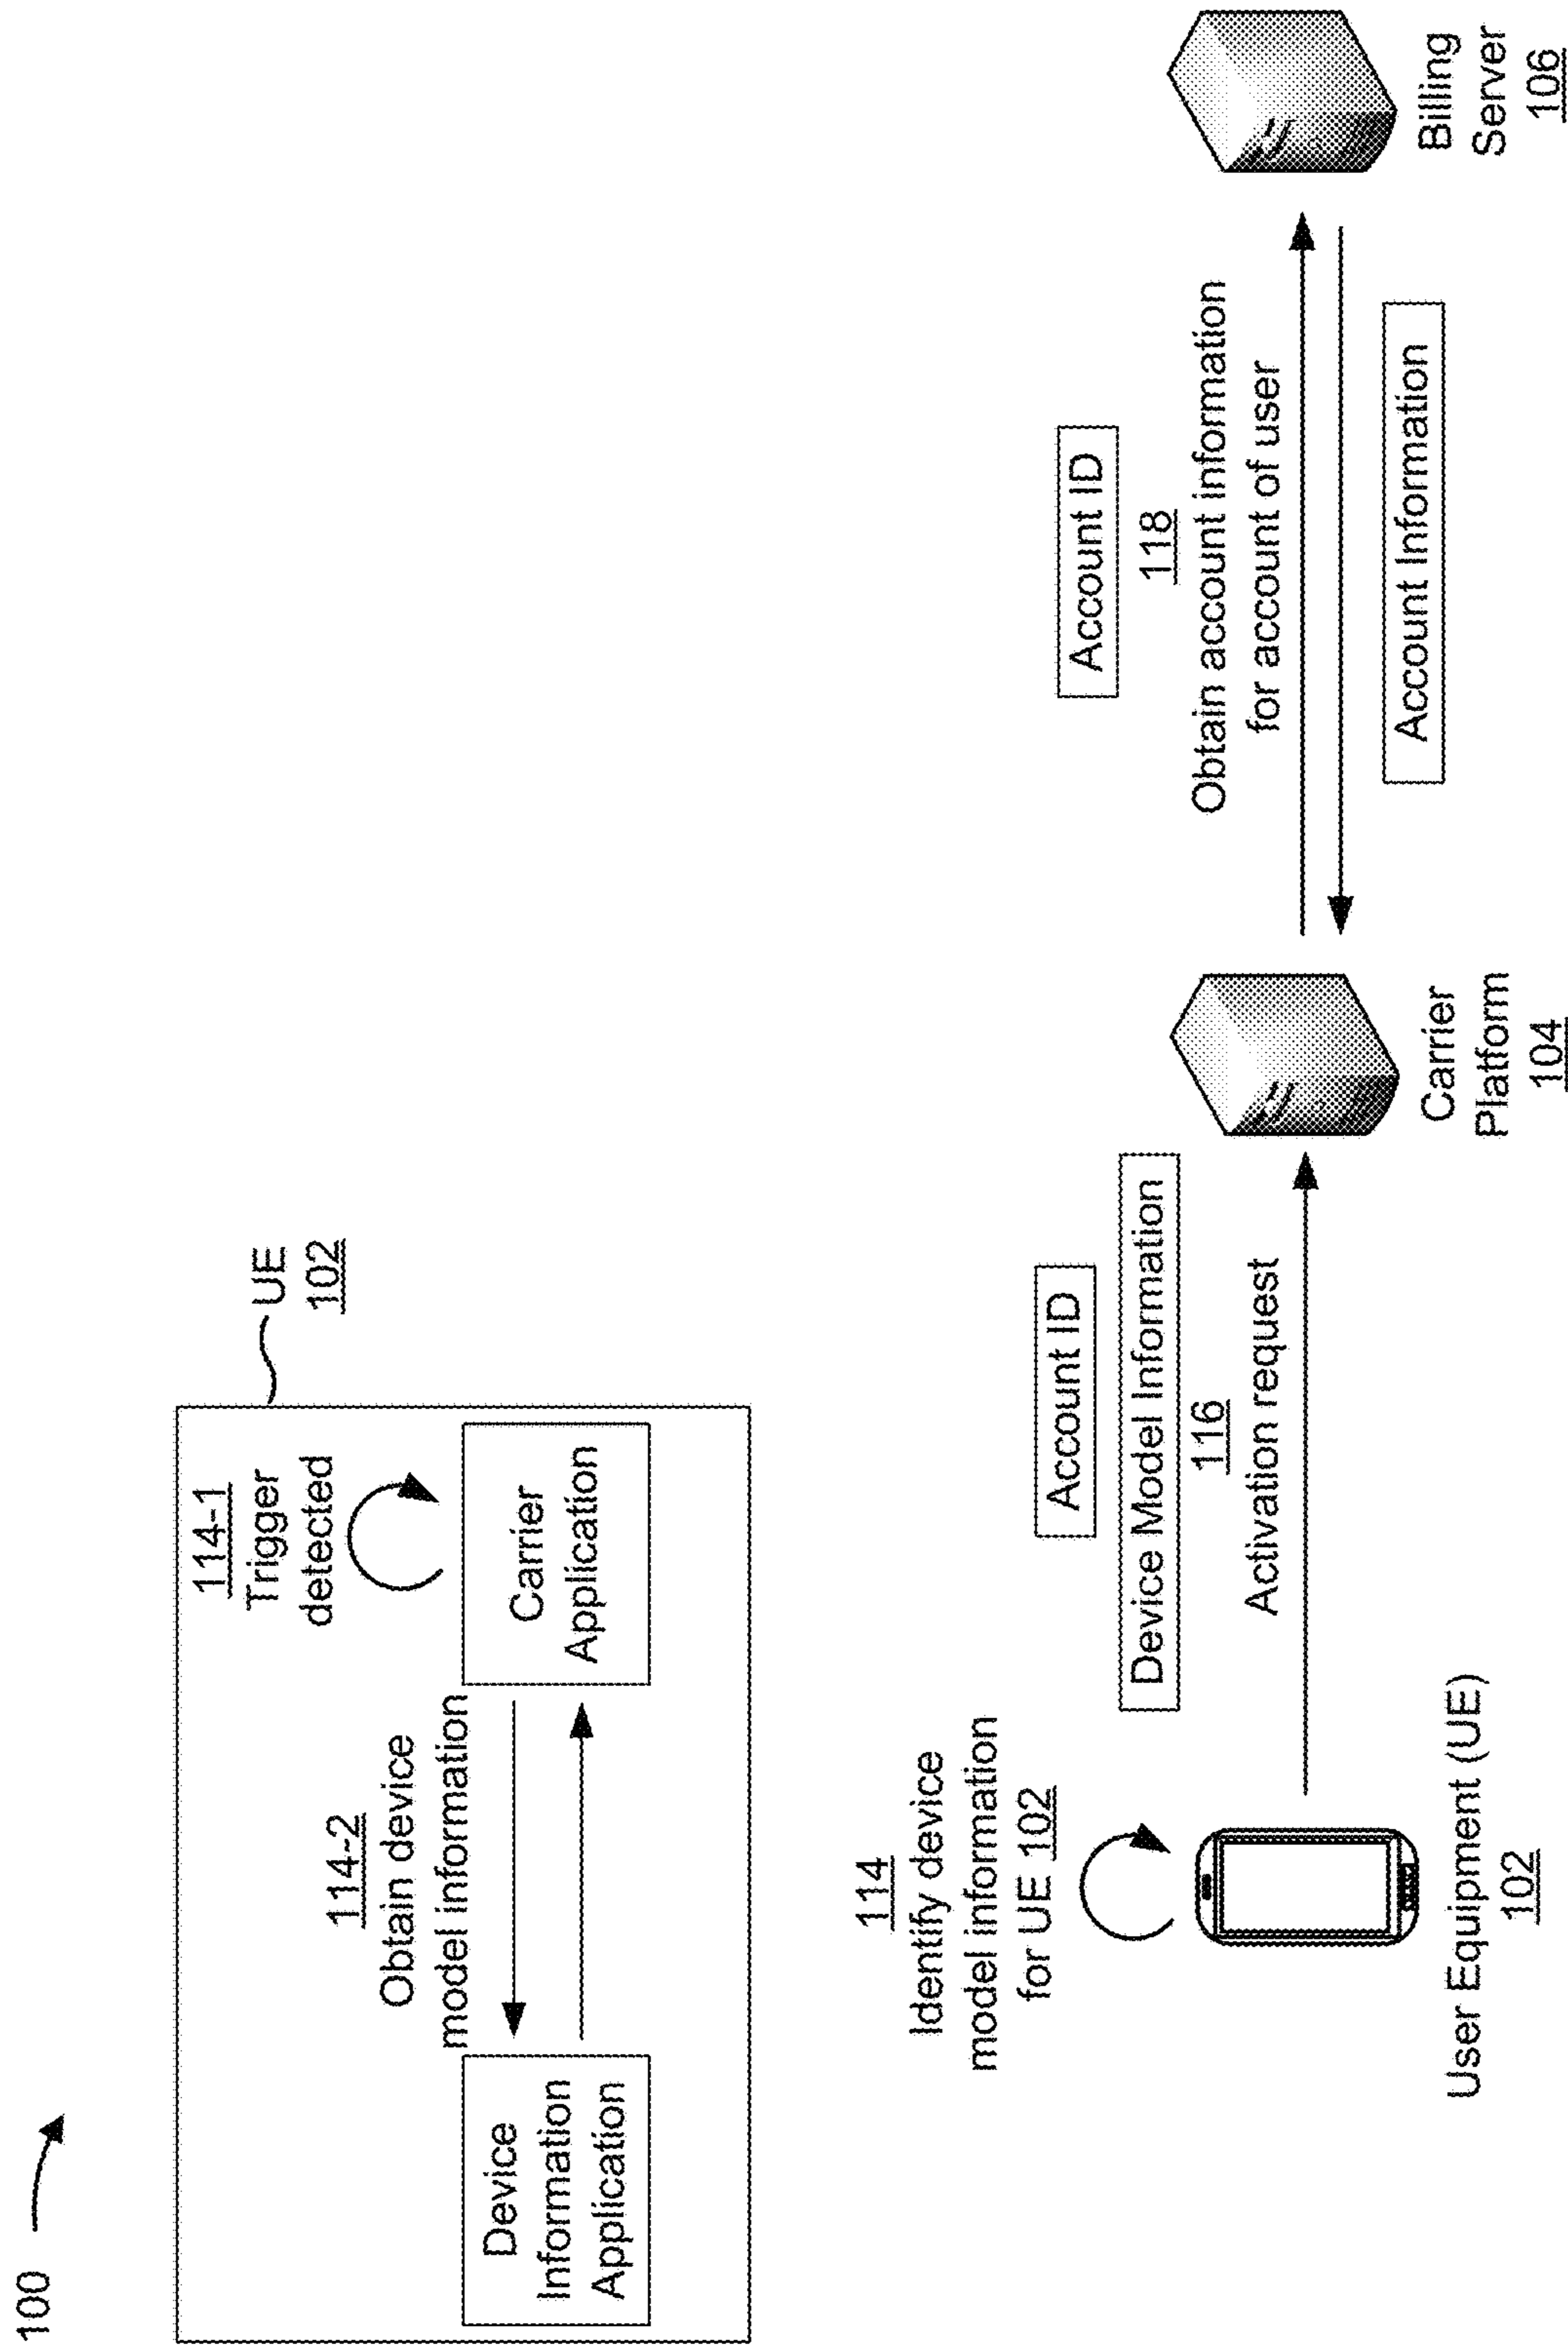 100
114-1
Trigger
detected
UE
102
114-2
Obtain device
model information
Device
Information
Application
Carrier
Application
114
Identify device
model information
for UE 102
Account ID
Device Model Information
116
Activation request
Account ID
118
Obtain account information
for account of user
Account Information
User Equipment (UE)
102
Carrier
Platform
104
Billing
Server
106